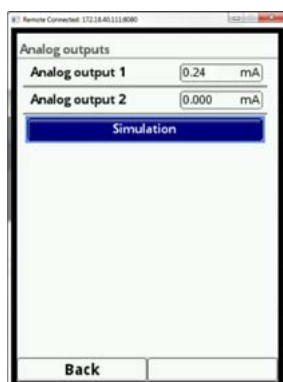 Remote Connected: 172.18.40.111:8080
Analog outputs
Analog output 1 0.24 mA
Analog output 2 0.000 mA
Simulation
Back